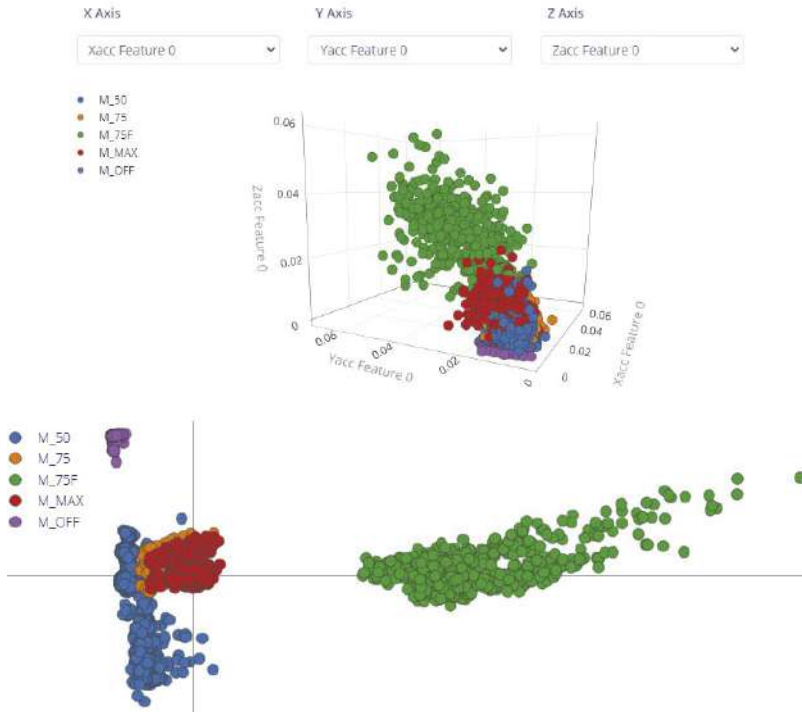 X Axis Y Axis Z Axis
Xacc Feature 0 Yacc Feature 0 Zacc Feature 0
M_50
M_75
M_75F
M_MAX
M_OFF
0.06
0.04
0.02
0
Zacc Feature 0
0.06
0.04
0.02
0
Yacc Feature 0
0.06
0.04
0.02
0
Xacc Feature 0
M_50
M_75
M_75F
M_MAX
M_OFF